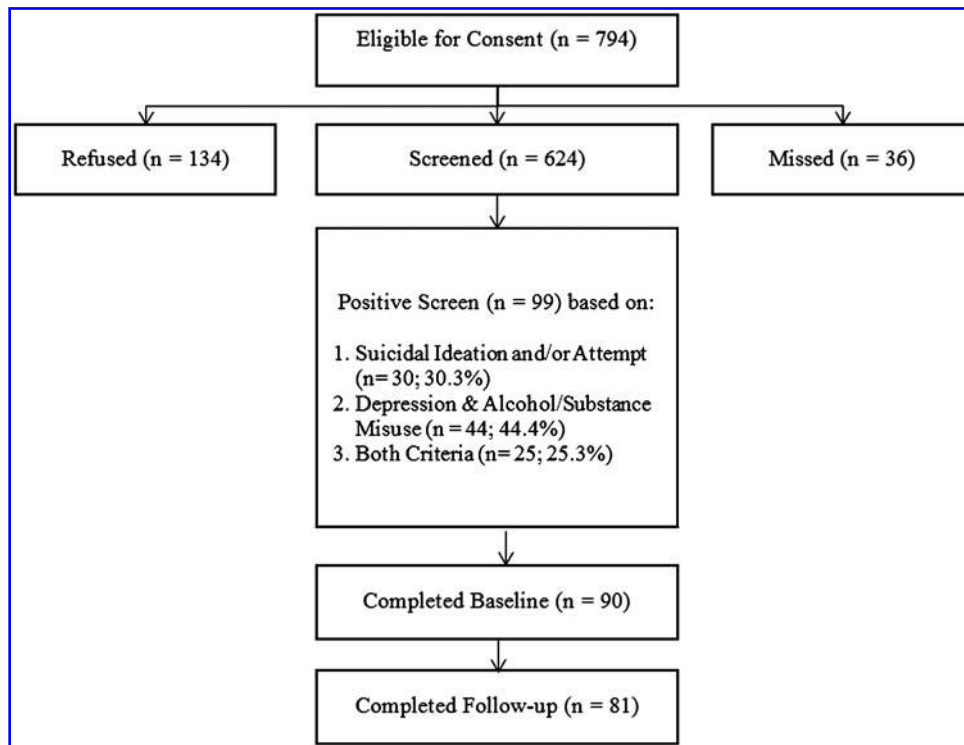 Eligible for Consent (n = 794)
Refused (n = 134)
Screened (n = 624)
Missed (n = 36)
Positive Screen (n = 99) based on:
1. Suicidal Ideation and/or Attempt
(n= 30; 30.3%)
2. Depression & Alcohol/Substance
Misuse (n = 44; 44.4%)
3. Both Criteria (n= 25; 25.3%)
Completed Baseline (n = 90)
Completed Follow-up (n = 81)